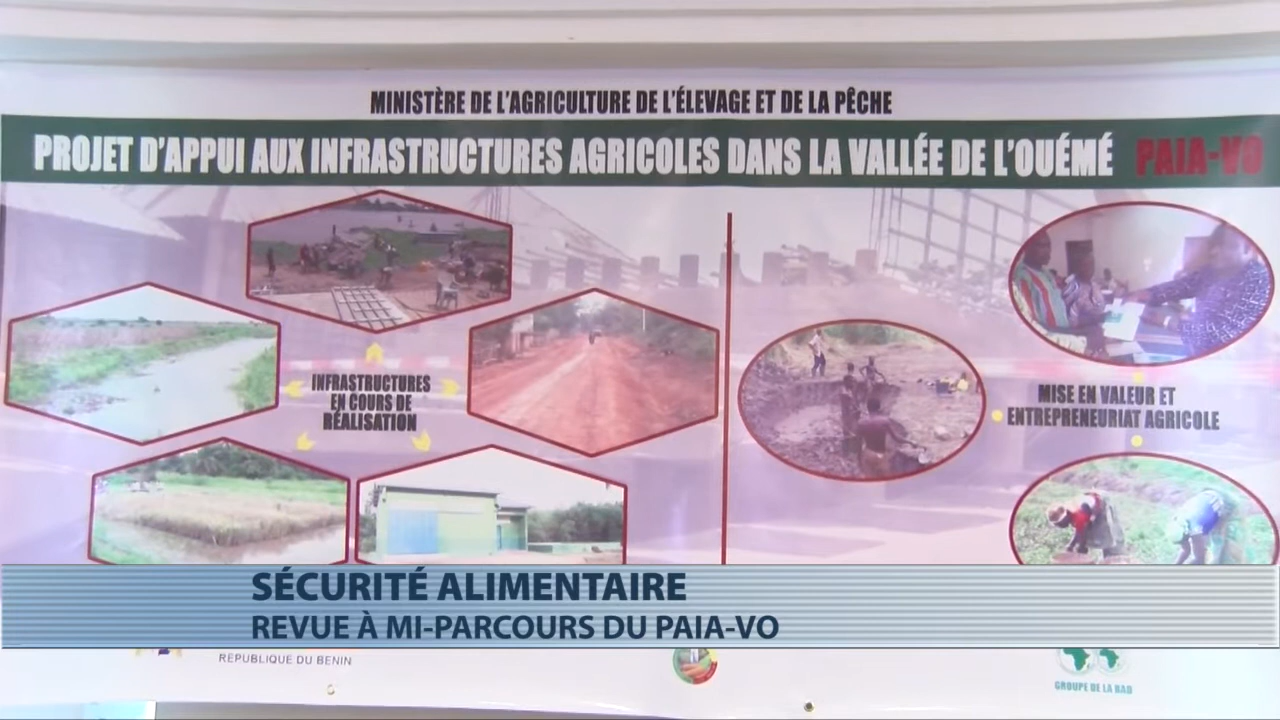 MINISTÈRE DE L'AGRICULTURE DE L'ÉLEVAGE ET DE LA PÊCHE
PROJET D'APPUI AUX INFRASTRUCTURES AGRICOLES DANS LA VALLÉE DE L'OUÉMÉ PAIA-VO
INFRASTRUCTURES
EN COURS DE
RÉALISATION
MISE EN VALEUR ET
ENTREPRENEURIAT AGRICOLE
SÉCURITÉ ALIMENTAIRE
REVUE À MI-PARCOURS DU PAIA-VO
REPUBLIQUE DU BENIN
GROUPE DE LA BAD